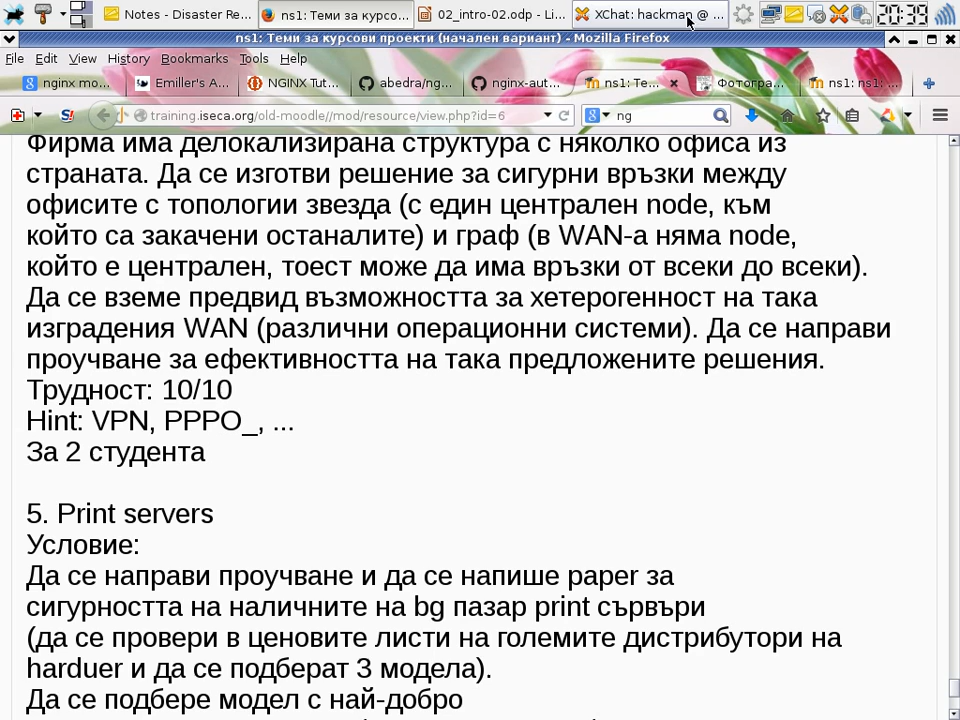 Notes - Disaster Re...
ns1: Теми за курсо...
02_intro-02.odp - Li...
XChat: hackman @ ...
20:39
ns1: Теми за курсови проекти (начален вариант) - Mozilla Firefox
File Edit View History Bookmarks Tools Help
nginx mo...
Emiller's A...
NGINX Tut...
abedra/ng...
nginx-aut...
ns1: Те...
Фотогра...
ns1: ns1: ...
training.iseca.org/old-moodle//mod/resource/view.php?id=6
ng
Фирма има делокализирана структура с няколко офиса из
страната. Да се изготви решение за сигурни връзки между
офисите с топологии звезда (с един централен node, към
който са закачени останалите) и граф (в WAN-а няма node,
който е централен, тоест може да има връзки от всеки до всеки).
Да се вземе предвид възможността за хетерогенност на така
изградения WAN (различни операционни системи). Да се направи
проучване за ефективността на така предложените решения.
Трудност: 10/10
Hint: VPN, PPPO_, ...
За 2 студента
5. Print servers
Условие:
Да се направи проучване и да се напише paper за
сигурността на наличните на bg пазар print сървъри
(да се провери в ценовите листи на големите дистрибутори на
harduer и да се подберат 3 модела).
Да се подбере модел с най-добро